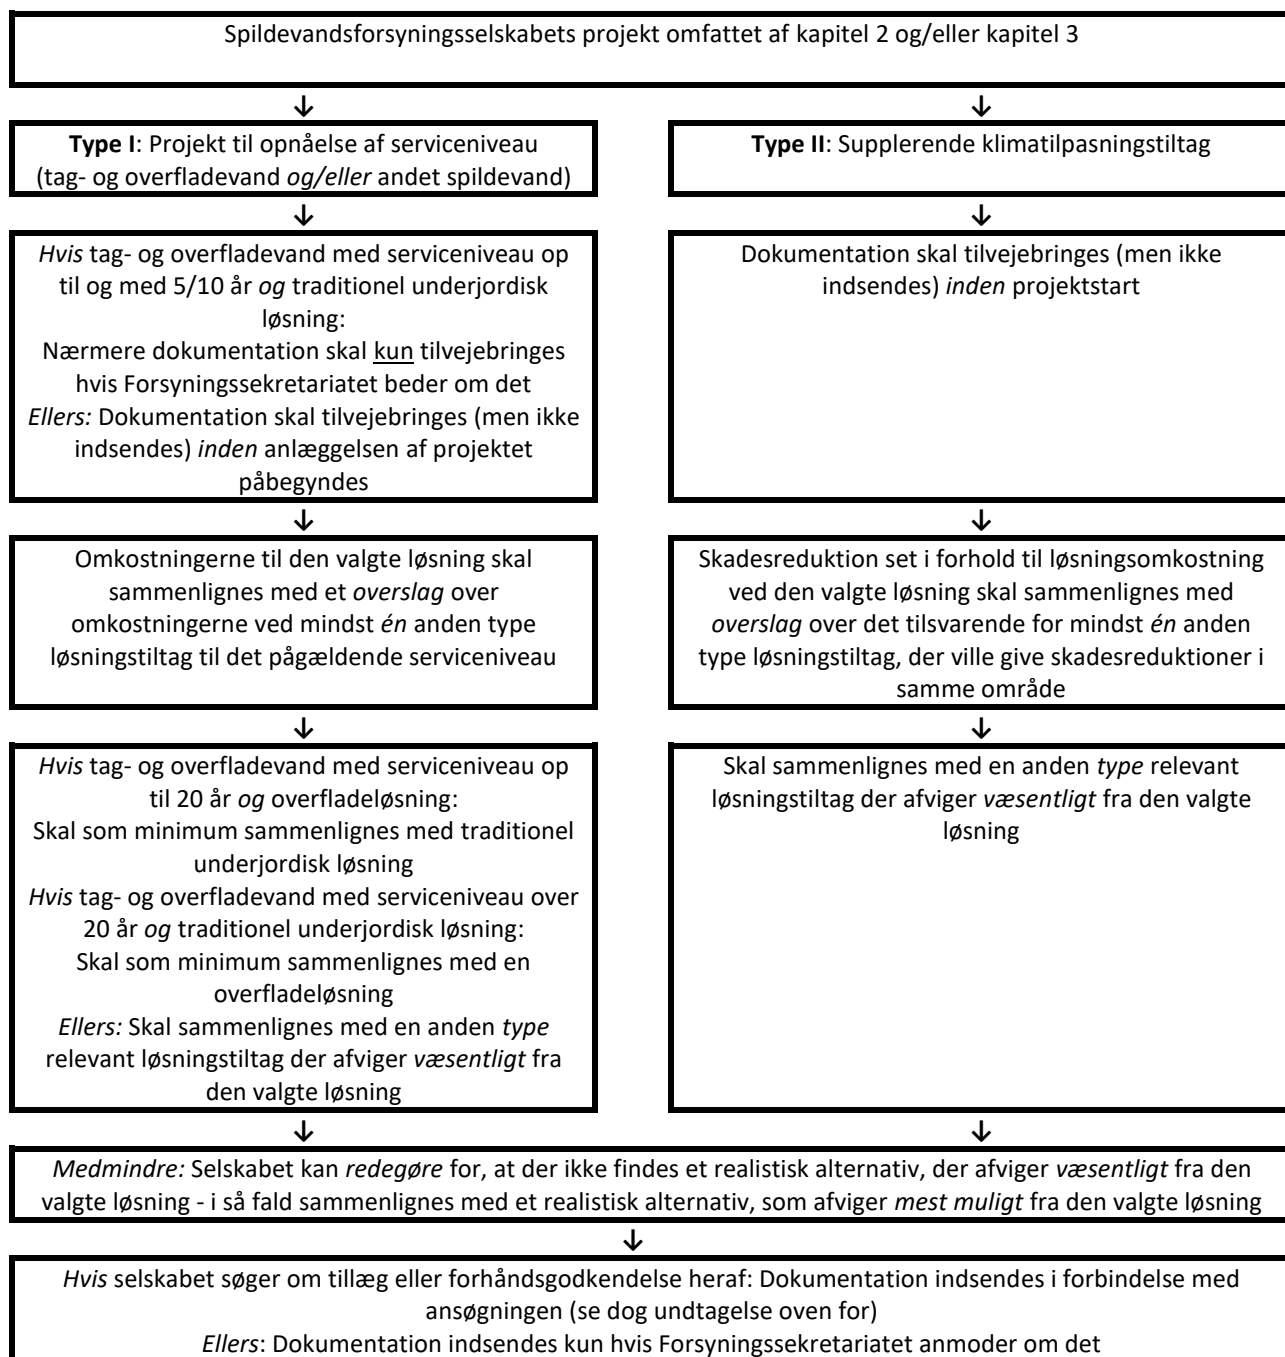 Spildevandsforsyningsselskabets projekt omfattet af kapitel 2 og/eller kapitel 3
↓
↓
Type I: Projekt til opnåelse af serviceniveau
(tag- og overfladevand og/eller andet spildevand)
Type II: Supplerende klimatilpasningstiltag
↓
↓
Hvis tag- og overfladevand med serviceniveau op
til og med 5/10 år og traditionel underjordisk
løsning:
Nærmere dokumentation skal kun tilvejebringes
hvis Forsyningssekretariatet beder om det
Ellers: Dokumentation skal tilvejebringes (men ikke
indsendes) inden anlæggelsen af projektet
påbegyndes
Dokumentation skal tilvejebringes (men ikke
indsendes) inden projektstart
↓
↓
Omkostningerne til den valgte løsning skal
sammenlignes med et overslag over
omkostningerne ved mindst én anden type
løsningstiltag til det pågældende serviceniveau
Skadesreduktion set i forhold til løsningsomkostning
ved den valgte løsning skal sammenlignes med
overslag over det tilsvarende for mindst én anden
type løsningstiltag, der ville give skadesreduktioner i
samme område
↓
↓
Hvis tag- og overfladevand med serviceniveau op
til 20 år og overfladeløsning:
Skal som minimum sammenlignes med traditionel
underjordisk løsning
Hvis tag- og overfladevand med serviceniveau over
20 år og traditionel underjordisk løsning:
Skal som minimum sammenlignes med en
overfladeløsning
Ellers: Skal sammenlignes med en anden type
relevant løsningstiltag der afviger væsentligt fra
den valgte løsning
Skal sammenlignes med en anden type relevant
løsningstiltag der afviger væsentligt fra den valgte
løsning
↓
↓
Medmindre: Selskabet kan redegøre for, at der ikke findes et realistisk alternativ, der afviger væsentligt fra den
valgte løsning - i så fald sammenlignes med et realistisk alternativ, som afviger mest muligt fra den valgte løsning
↓
Hvis selskabet søger om tillæg eller forhåndsgodkendelse heraf: Dokumentation indsendes i forbindelse med
ansøgningen (se dog undtagelse oven for)
Ellers: Dokumentation indsendes kun hvis Forsyningssekretariatet anmoder om det